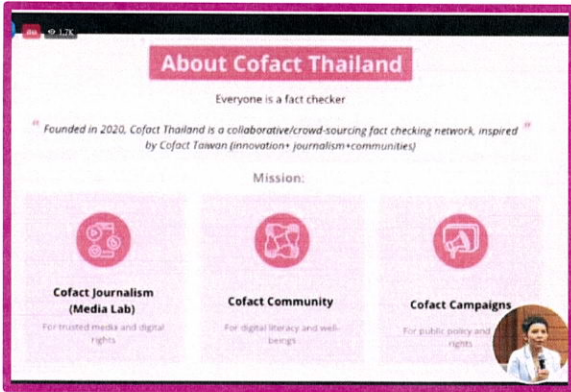 1.7K
About Cofact Thailand
Everyone is a fact checker
" Founded in 2020, Cofact Thailand is a collaborative/crowd-sourcing fact checking network, inspired "
by Cofact Taiwan (innovation+ journalism+communities)
Mission:
Cofact Journalism
(Media Lab)
For trusted media and digital
rights
Cofact Community
For digital literacy and well-
beings
Cofact Campaigns
For public policy and
rights